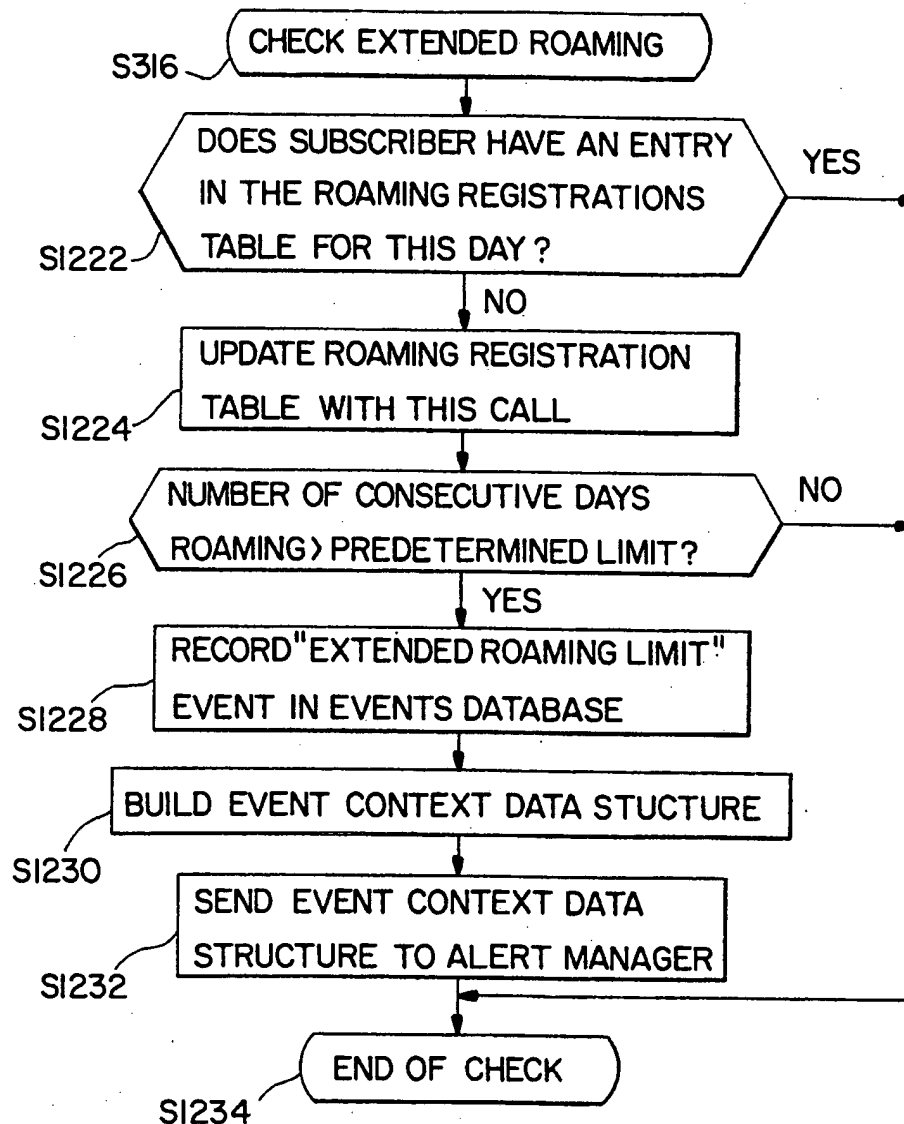 CHECK EXTENDED ROAMING
S316
DOES SUBSCRIBER HAVE AN ENTRY
IN THE ROAMING REGISTRATIONS
TABLE FOR THIS DAY?
YES
S1222
NO
UPDATE ROAMING REGISTRATION
TABLE WITH THIS CALL
S1224
NUMBER OF CONSECUTIVE DAYS
ROAMING>PREDETERMINED LIMIT?
NO
S1226
YES
RECORD"EXTENDED ROAMING LIMIT"
EVENT IN EVENTS DATABASE
S1228
BUILD EVENT CONTEXT DATA STUCTURE
S1230
SEND EVENT CONTEXT DATA
STRUCTURE TO ALERT MANAGER
S1232
END OF CHECK
S1234